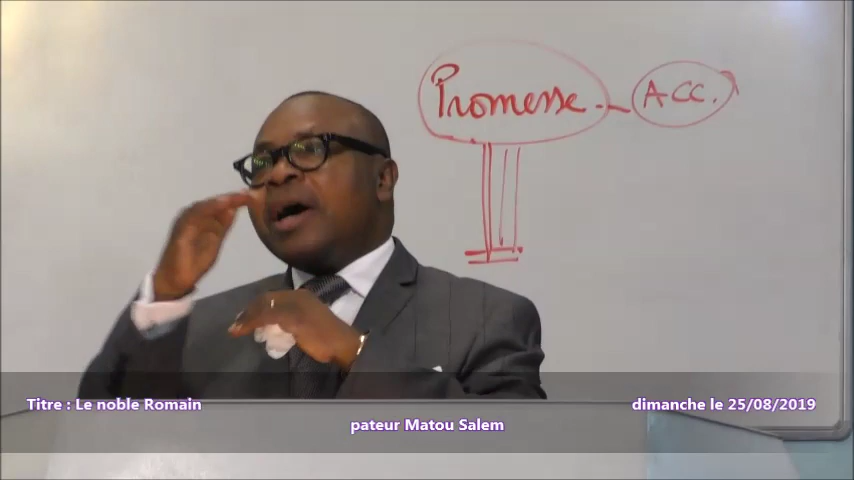 Promesse - ACC.
Titre : Le noble Romain
dimanche le 25/08/2019
pateur Matou Salem